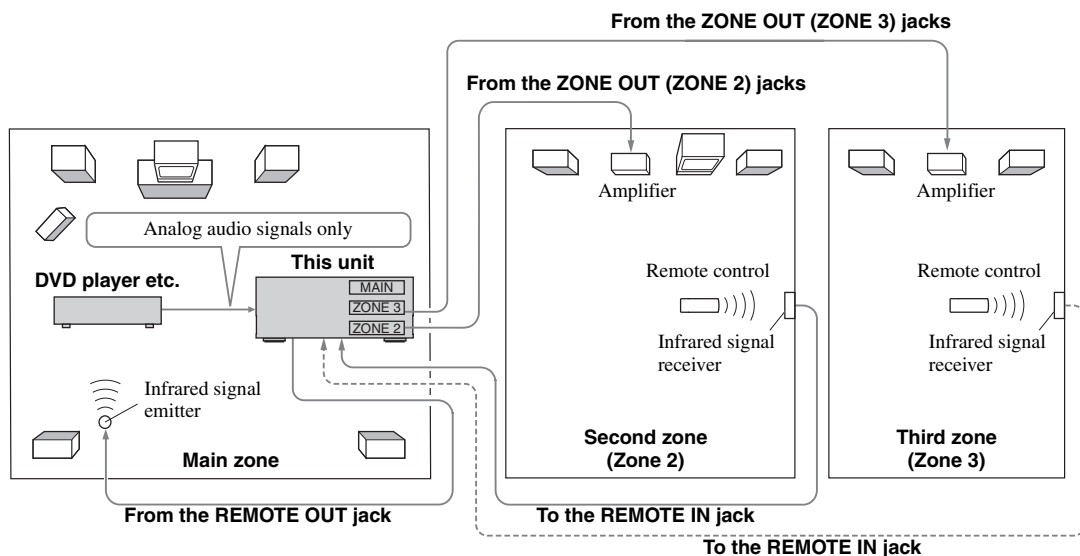 From the ZONE OUT (ZONE 3) jacks
From the ZONE OUT (ZONE 2) jacks
Amplifier
Amplifier
Analog audio signals only
This unit
DVD player etc.
MAIN
ZONE 3
ZONE 2
Remote control
Remote control
Infrared signal
receiver
Infrared signal
receiver
Infrared signal
emitter
Main zone
Second zone
(Zone 2)
Third zone
(Zone 3)
From the REMOTE OUT jack
To the REMOTE IN jack
To the REMOTE IN jack